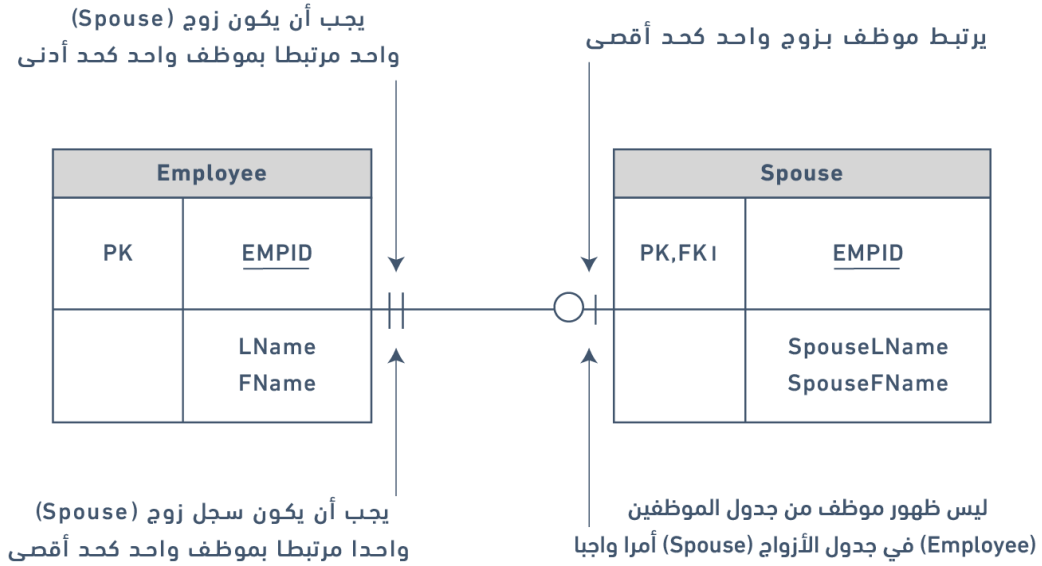 يجب أن يكون زوج (Spouse)
واحد مرتبطا بموظف واحد كحد أدنى
يرتبط موظف بزوج واحد كحد أقصى
Employee
PK
EMPID
LName
FName
Spouse
PK,FK1
EMPID
SpouseLName
SpouseFName
يجب أن يكون سجل زوج (Spouse)
واحدا مرتبطا بموظف واحد كحد أقصى
ليس ظهور موظف من جدول الموظفين
(Employee) في جدول الأزواج (Spouse) أمرا واجبا